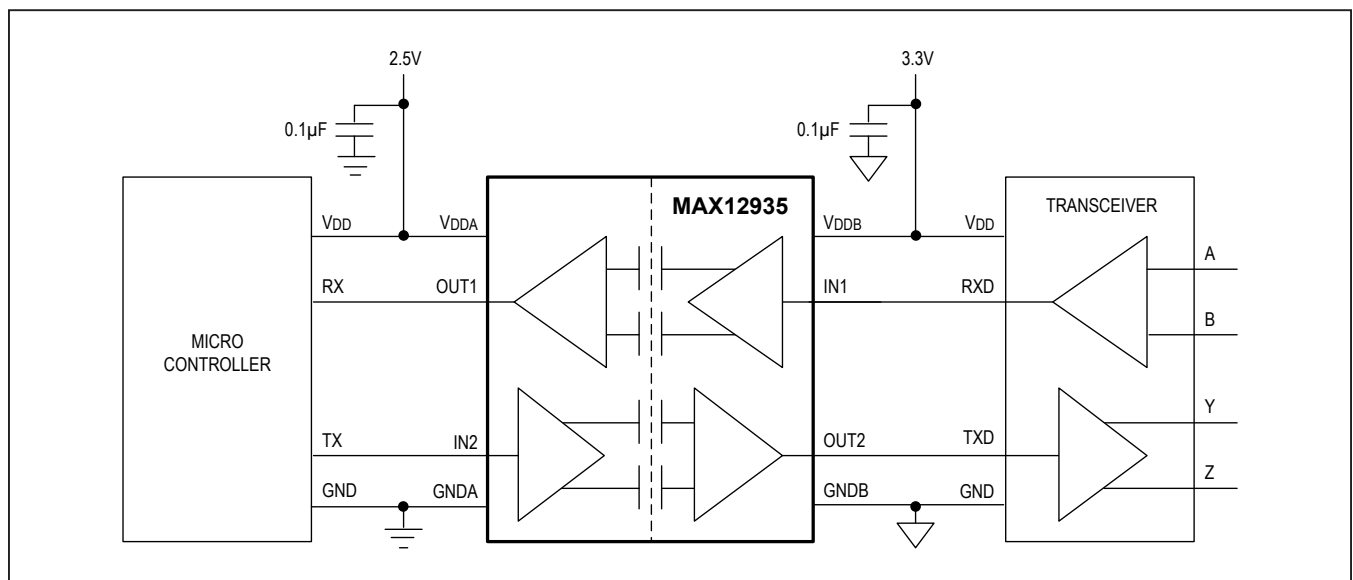 2.5V 3.3V
0.1µF 0.1µF
MAX12935 TRANSCEIVER
VDD VDDA VDDB VDD
A
RX OUT1 IN1 RXD
B
MICRO
CONTROLLER
Y
TX IN2 OUT2 TXD
Z
GND GNDA GNDB GND